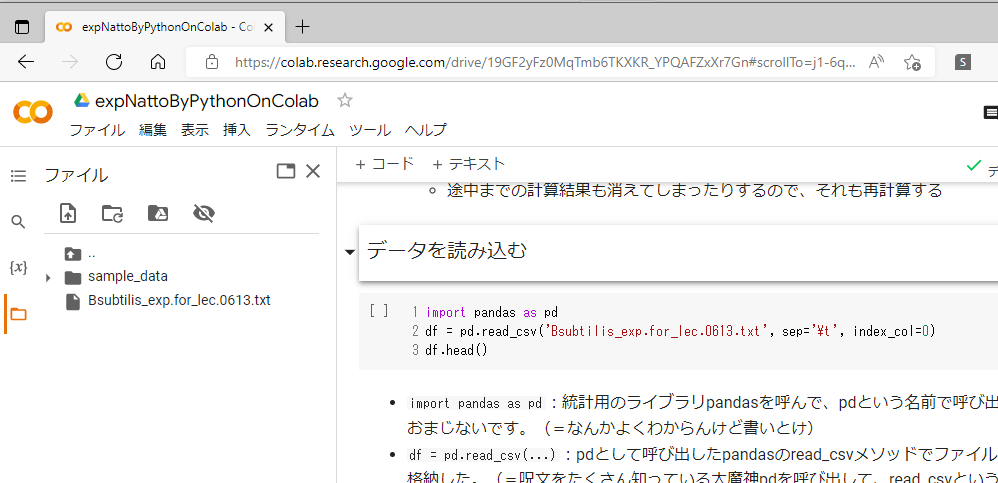 expNattoByPythonOnColab - Co
https://colab.research.google.com/drive/19GF2yFz0MqTmb6TKXKR_YPQAFZxXr7Gn#scrollTo=j1-6q...
S
expNattoByPythonOnColab
ファイル 編集 表示 挿入 ランタイム ツール ヘルプ
ファイル
+ コード + テキスト
..
sample_data
Bsubtilis_exp.for_lec.0613.txt
{x}
途中までの計算結果も消えてしまったりするので、それも再計算する
データを読み込む
[ ] 1 import pandas as pd
2 df = pd.read_csv('Bsubtilis_exp.for_lec.0613.txt', sep='¥t', index_col=0)
3 df.head()
import pandas as pd :統計用のライブラリpandasを呼んで、pdという名前で呼び出
おまじないです。（＝なんかよくわからんけど書いとけ）
df = pd.read_csv(...) :pdとして呼び出したpandasのread_csvメソッドでファイル
格納した。（＝呪文をたくさん知っている大魔神pdを呼び出して、read_csvという